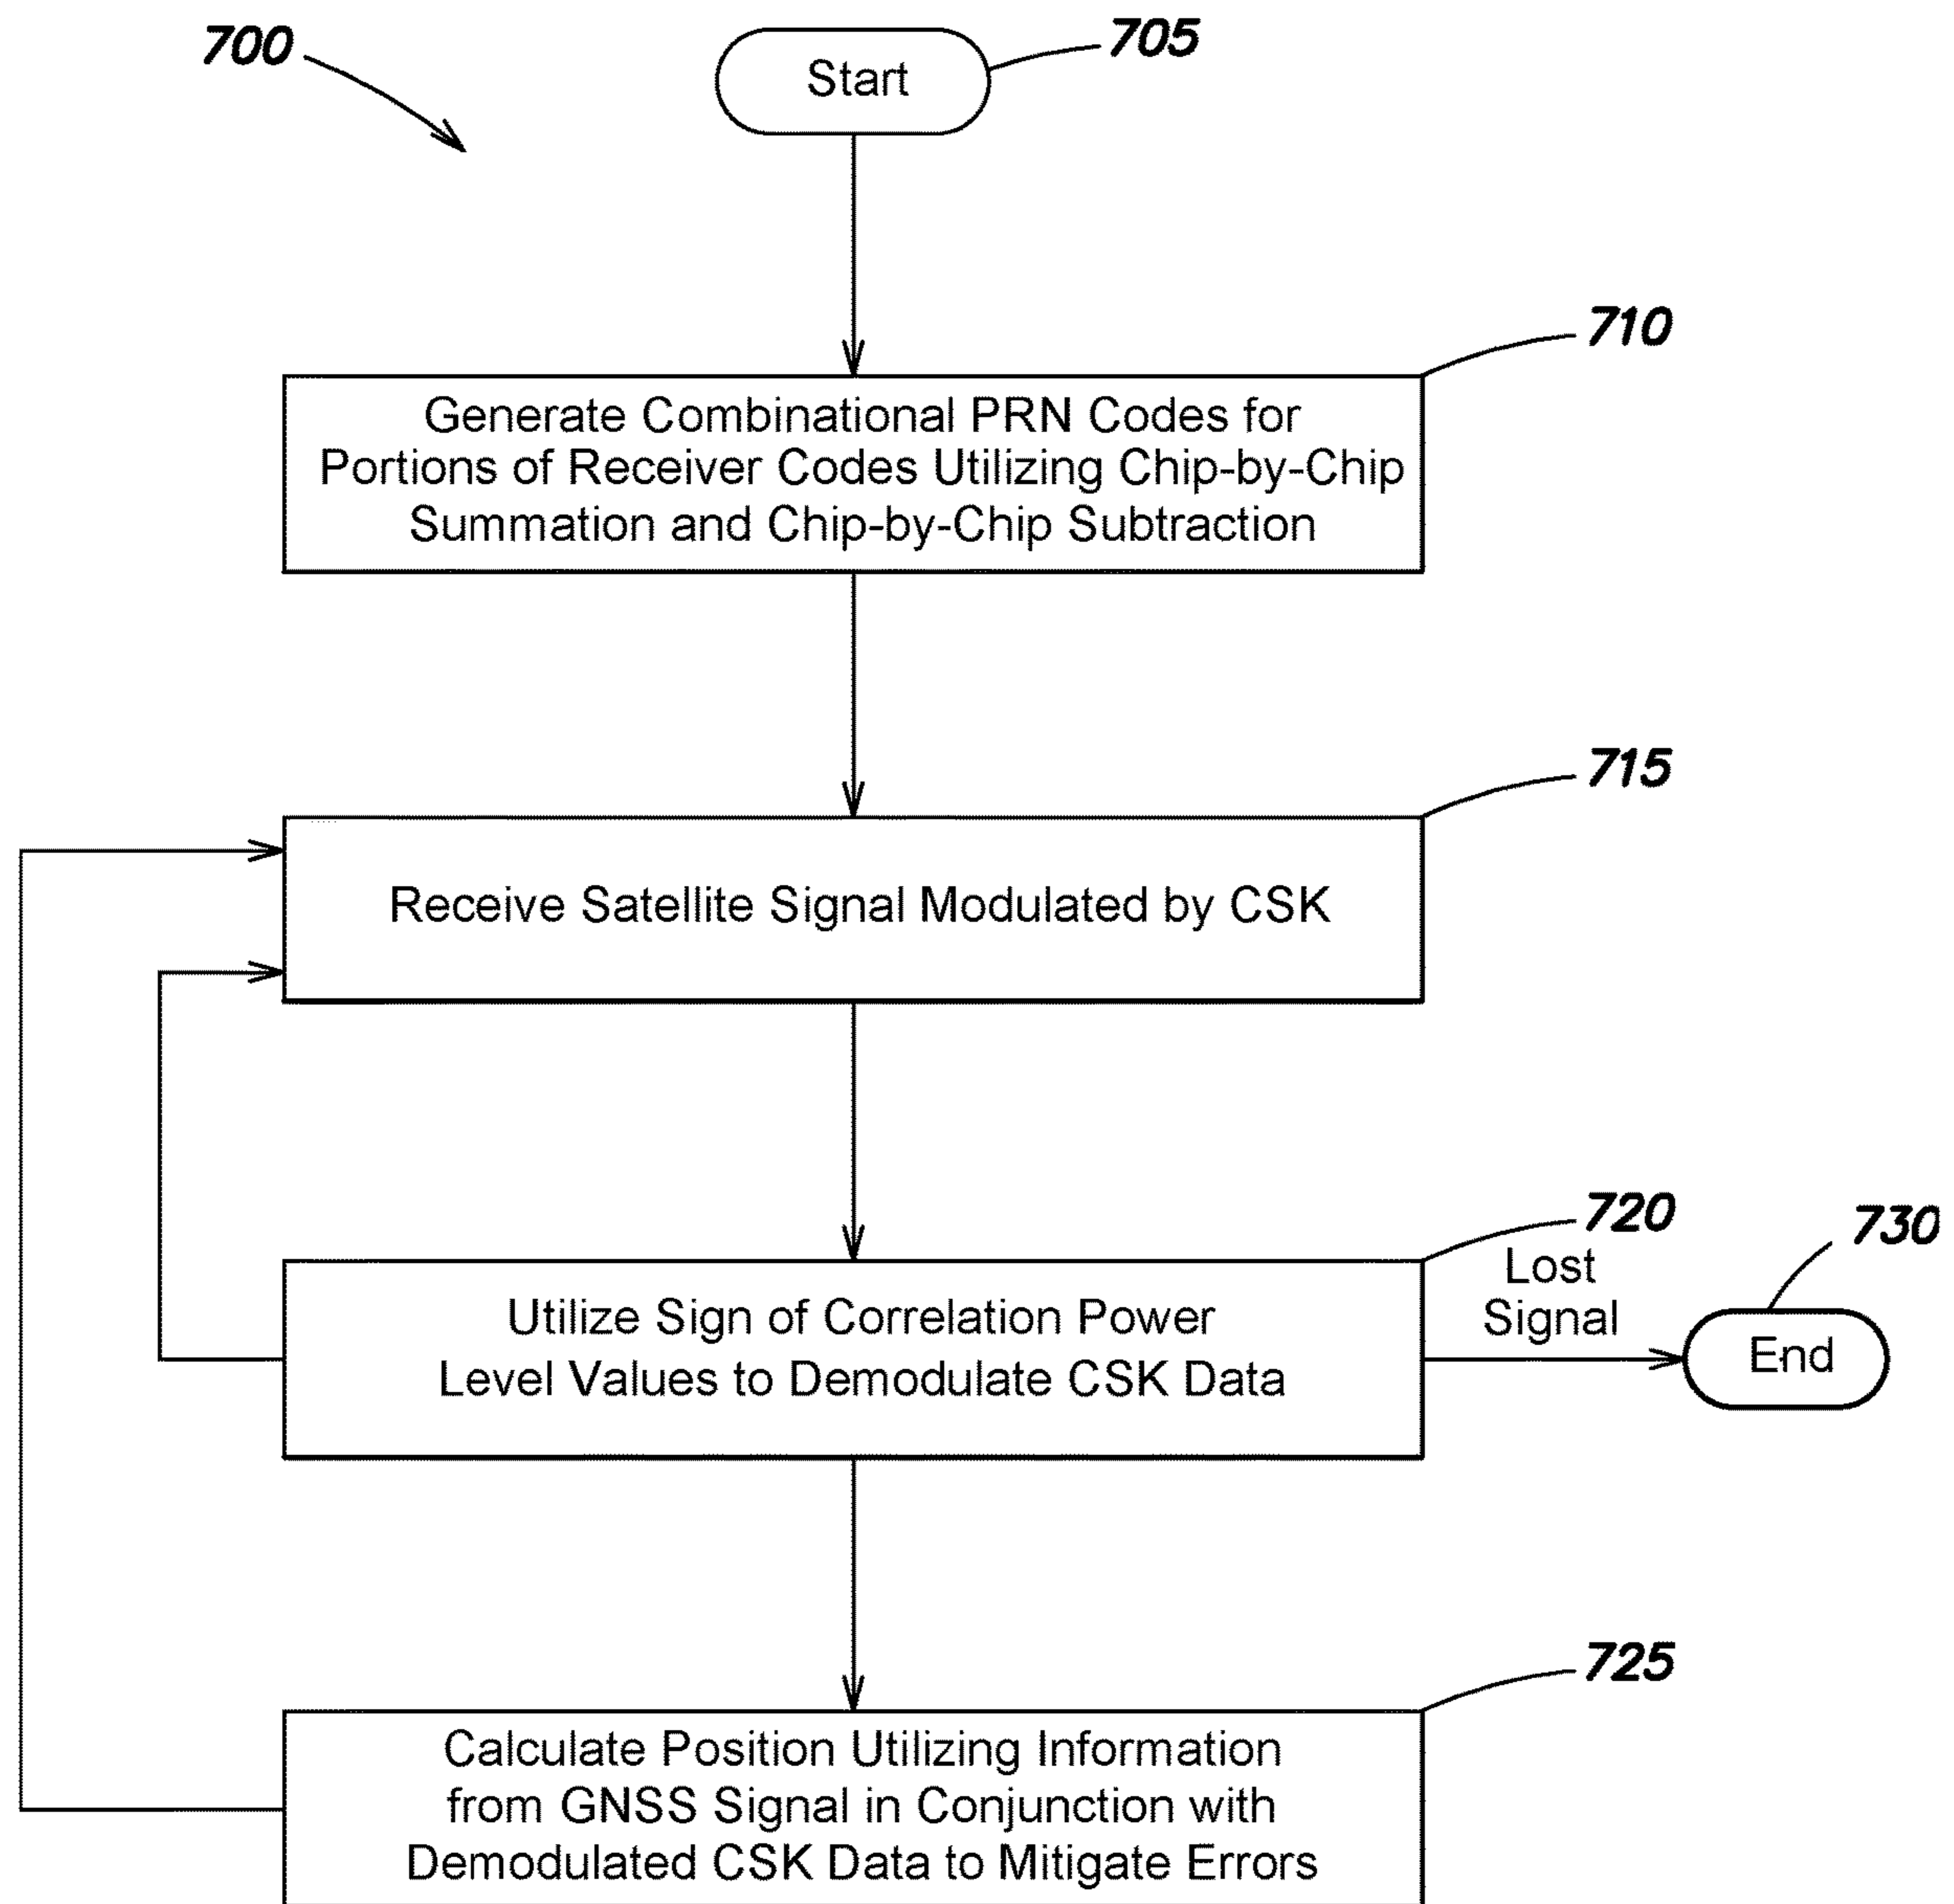 700
Start
705
710
Generate Combinational PRN Codes for
Portions of Receiver Codes Utilizing Chip-by-Chip
Summation and Chip-by-Chip Subtraction
715
Receive Satellite Signal Modulated by CSK
720
Utilize Sign of Correlation Power
Level Values to Demodulate CSK Data
Lost
Signal
730
End
725
Calculate Position Utilizing Information
from GNSS Signal in Conjunction with
Demodulated CSK Data to Mitigate Errors